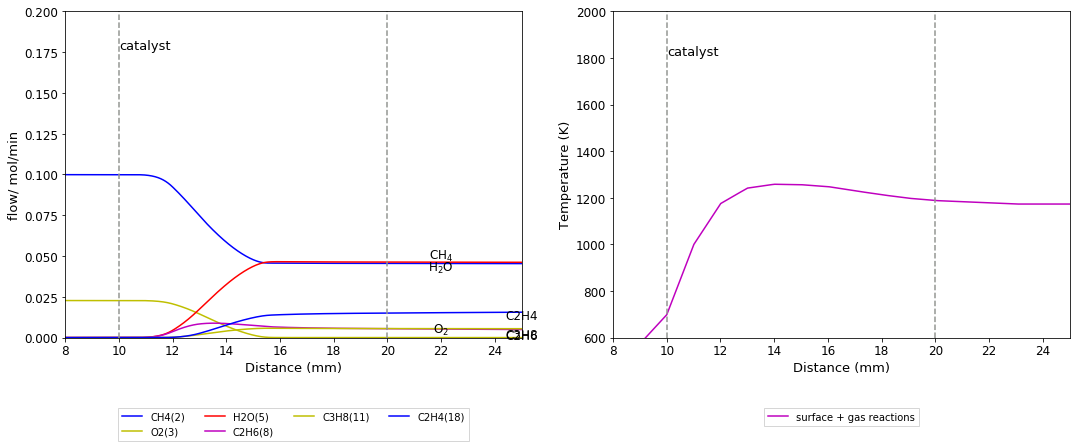 0.200
0.175
0.150
0.125
0.100
0.075
0.050
0.025
0.000
flow/ mol/min
catalyst
CH₄
H₂O
O₂
C2H4
C2H6
8 10 12 14 16 18 20 22 24
Distance (mm)
CH4(2) H2O(5) C3H8(11) C2H4(18)
O2(3) C2H6(8)
2000
1800
1600
1400
1200
1000
800
600
Temperature (K)
catalyst
8 10 12 14 16 18 20 22 24
Distance (mm)
surface + gas reactions